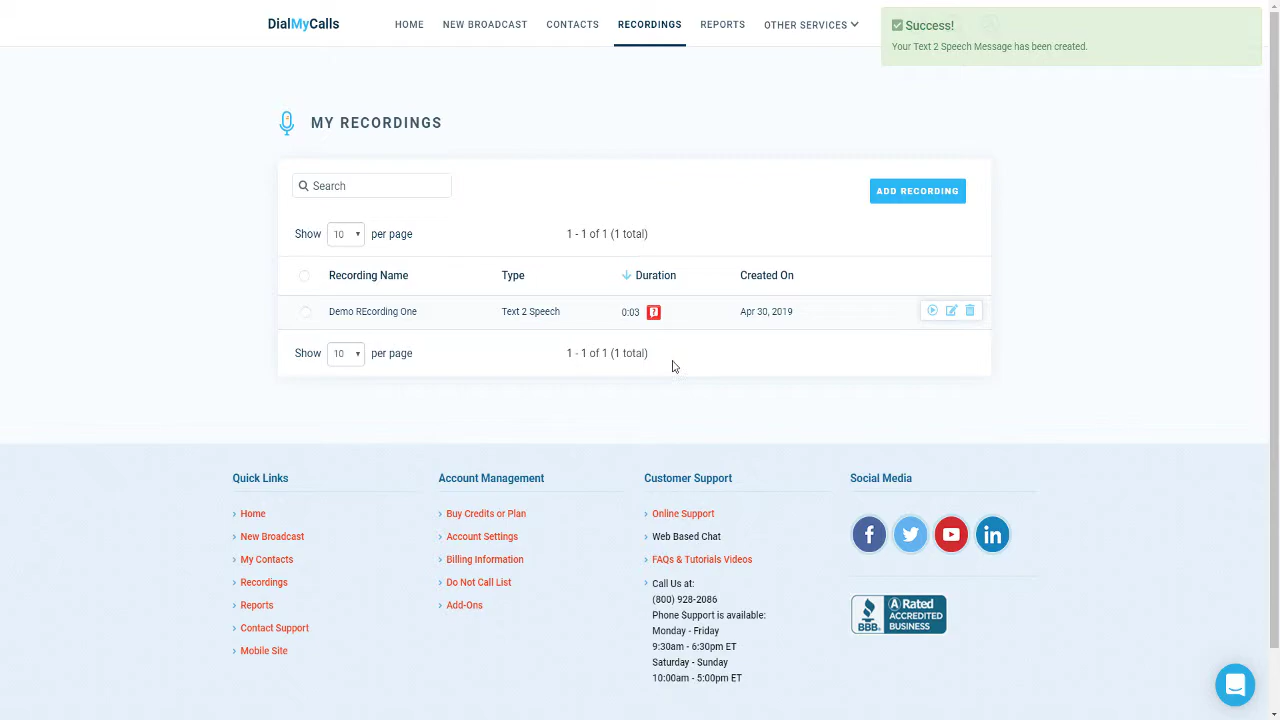 DialMyCalls
HOME
NEW BROADCAST
CONTACTS
RECORDINGS
REPORTS
OTHER SERVICES
Success!
Your Text 2 Speech Message has been created.
MY RECORDINGS
Search
ADD RECORDING
Show 10 per page
1 - 1 of 1 (1 total)
Recording Name Type Duration Created On
Demo REcording One Text 2 Speech 0:03 Apr 30, 2019
Show 10 per page
1 - 1 of 1 (1 total)
Quick Links
Home
New Broadcast
My Contacts
Recordings
Reports
Contact Support
Mobile Site
Account Management
Buy Credits or Plan
Account Settings
Billing Information
Do Not Call List
Add-Ons
Customer Support
Online Support
Web Based Chat
FAQs & Tutorials Videos
Call Us at:
(800) 928-2086
Phone Support is available:
Monday - Friday
9:30am - 6:30pm ET
Saturday - Sunday
10:00am - 5:00pm ET
Social Media
BBB.
A Rated
ACCREDITED
BUSINESS